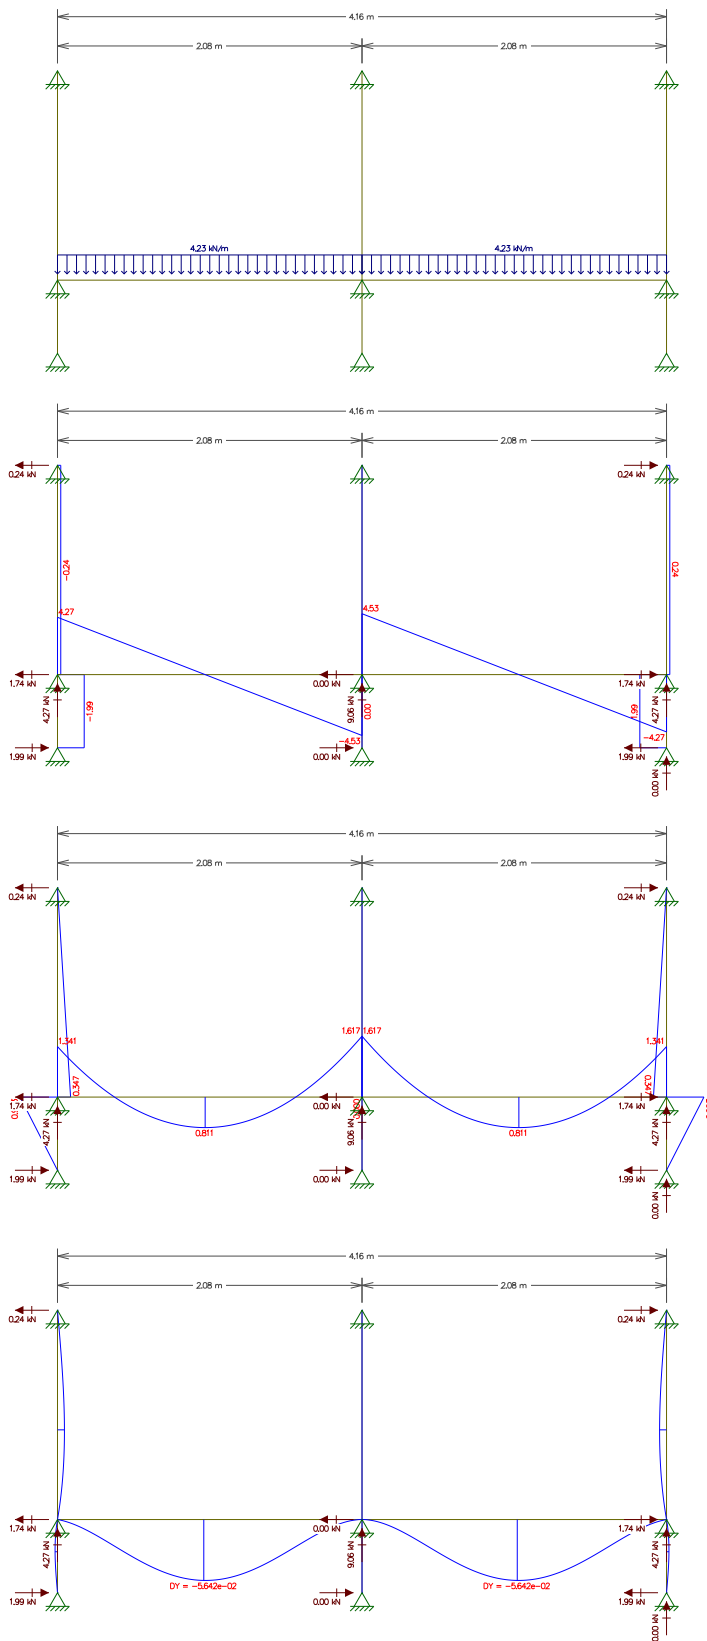 4.16 m
2.08 m 2.08 m
4.23 kN/m 4.23 kN/m
4.16 m
2.08 m 2.08 m
0.24 kN 0.24 kN
-0.24 0.24
4.27 4.53
1.74 kN 0.00 kN 1.74 kN
4.27 kN -1.99 9.06 kN 0.00 1.99 4.27 kN
-4.53 -4.27
1.99 kN 0.00 kN 1.99 kN
0.00 kN
4.16 m
2.08 m 2.08 m
0.24 kN 0.24 kN
1.617 1.617
1.341 1.341
0.347 0.347
1.74 kN 0.00 kN 1.74 kN
4.27 kN 0.811 9.06 kN 0.811 4.27 kN
1.99 kN 0.00 kN 1.99 kN
0.00 kN
4.16 m
2.08 m 2.08 m
0.24 kN 0.24 kN
1.74 kN 0.00 kN 1.74 kN
4.27 kN 9.06 kN 4.27 kN
DY = -5.642e-02 DY = -5.642e-02
1.99 kN 0.00 kN 1.99 kN
0.00 kN